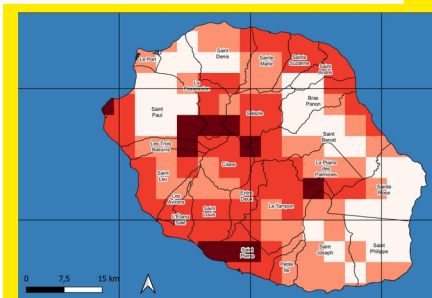 Le Port
Saint
Denis
Sainte
Marie
Sainte
Suzanne
Saint
André
La
Possession
Saint
Paul
Salazie
Bras
Panon
Saint
Benoit
Les Trois
Bassins
Cilaos
La Plaine
des
Palmistes
Saint
Leu
Sainte
Rose
Les
Avirons
Entre
Deux
L'Etang
Salé
Saint
Louis
Le Tampon
Saint
Pierre
Saint
Joseph
Saint
Philippe
Petite
Ile
0 7,5 15 km